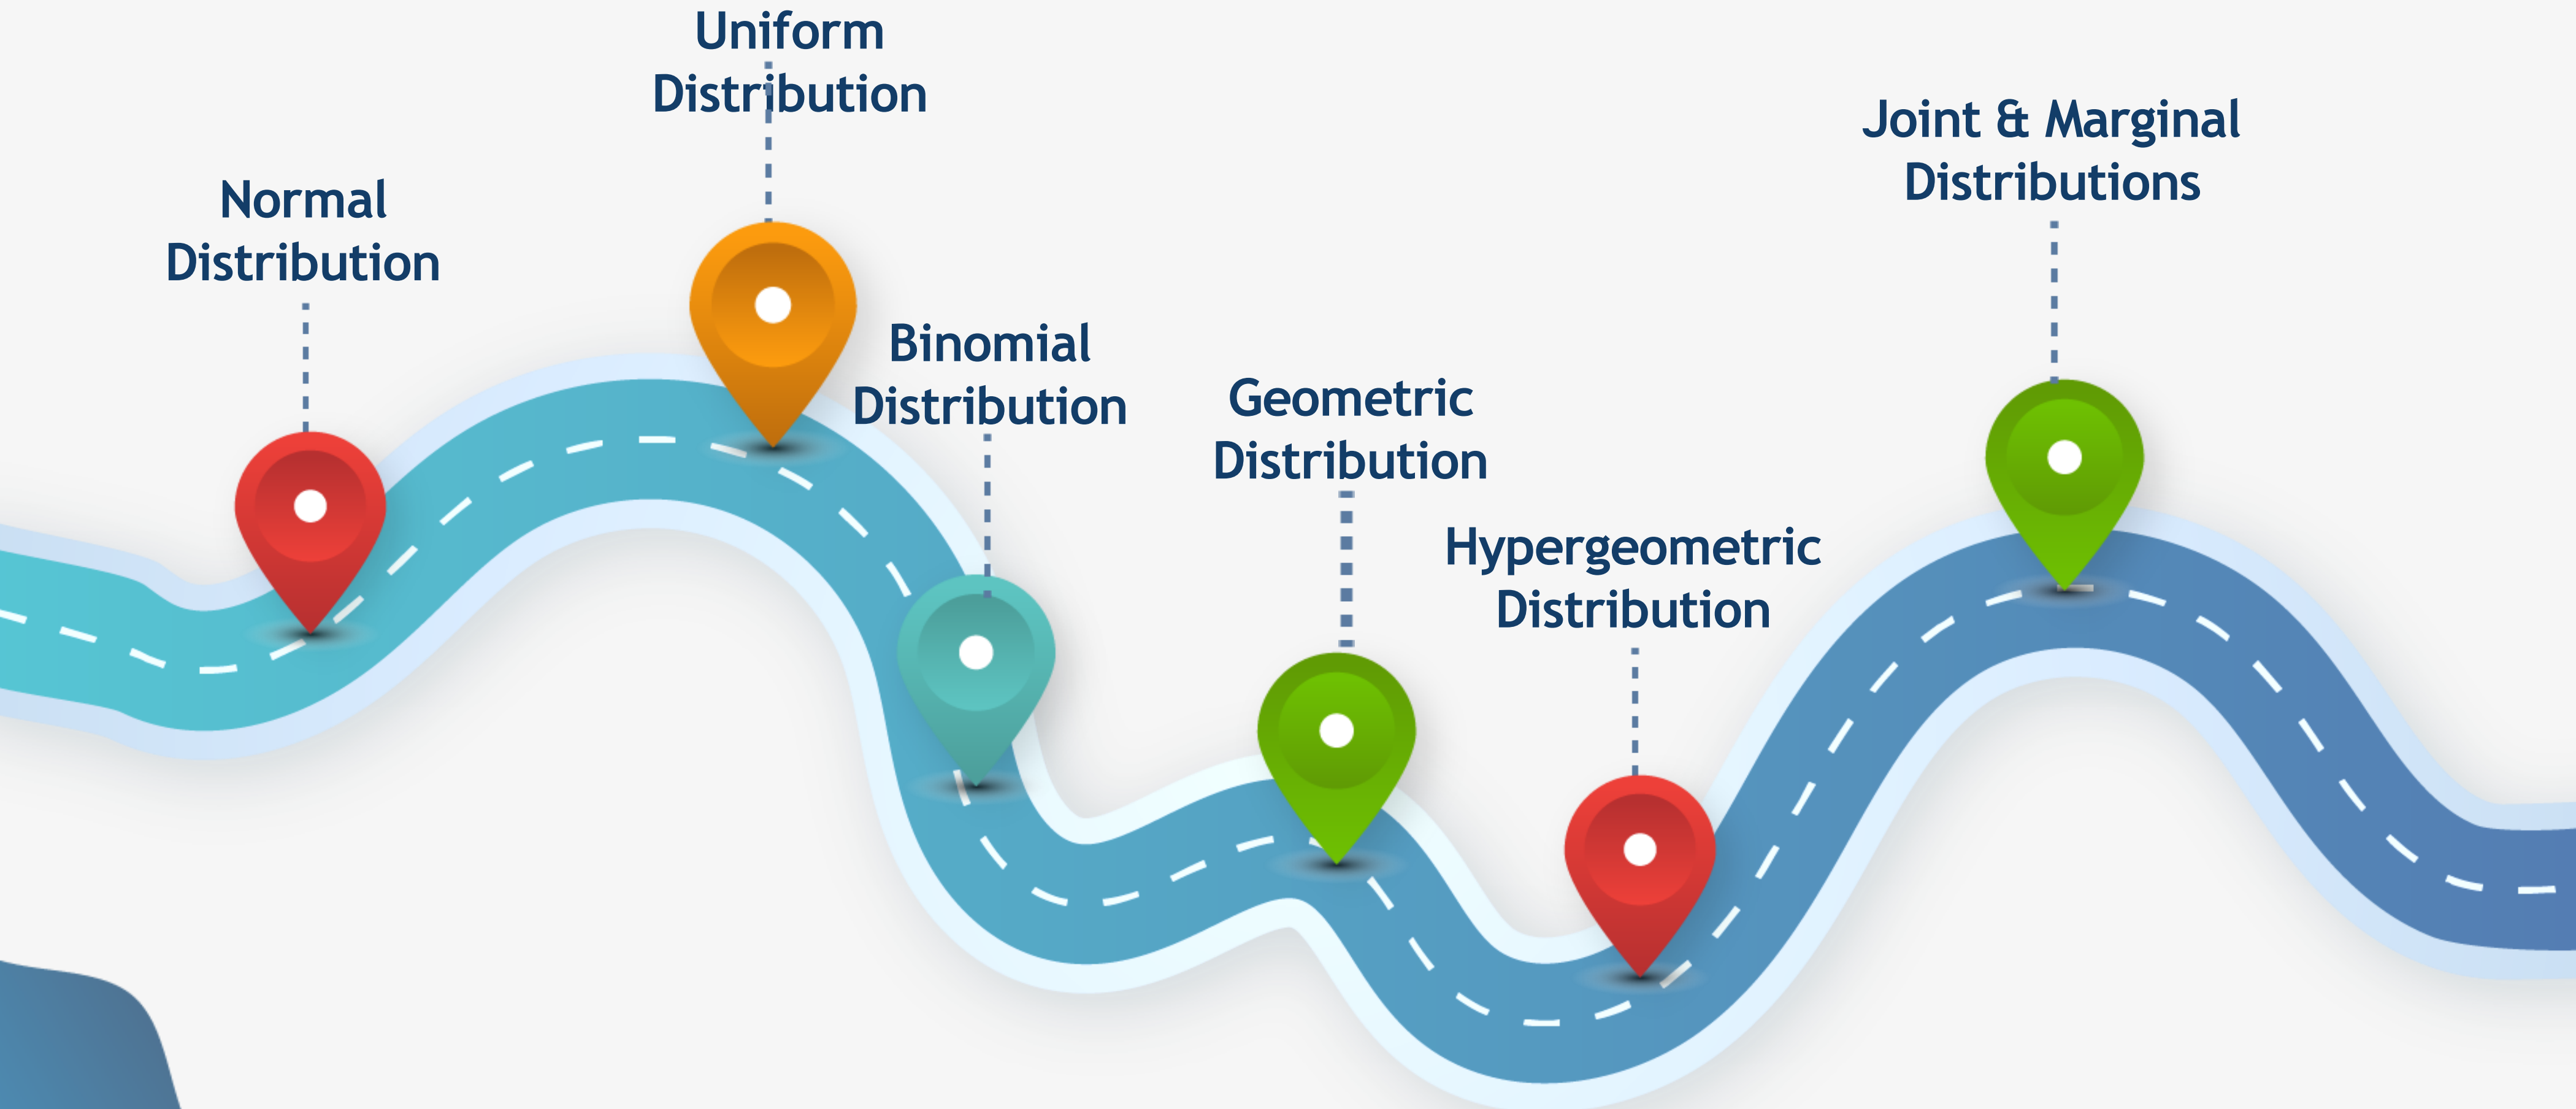 Normal
Distribution
Uniform
Distribution
Binomial
Distribution
Geometric
Distribution
Hypergeometric
Distribution
Joint & Marginal
Distributions